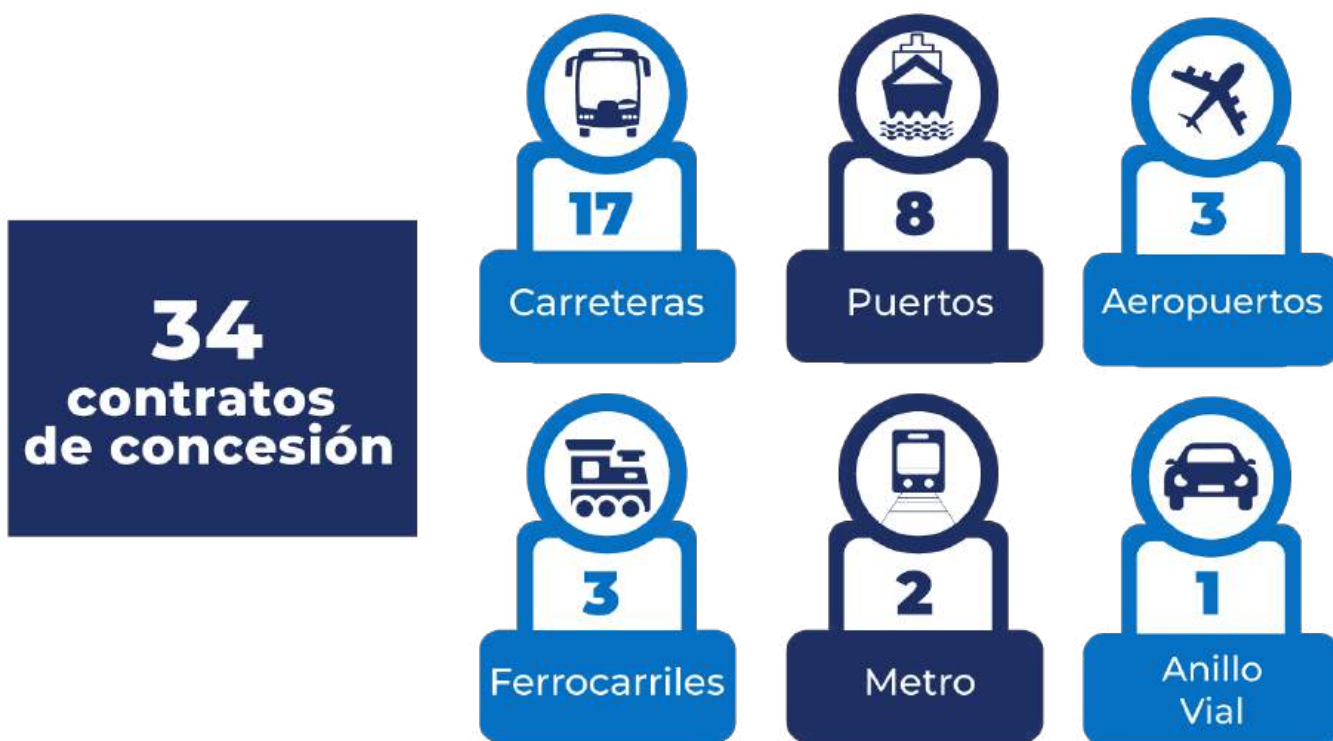 34
contratos
de concesión
17
Carreteras
8
Puertos
3
Aeropuertos
3
Ferrocarriles
2
Metro
1
Anillo
Vial